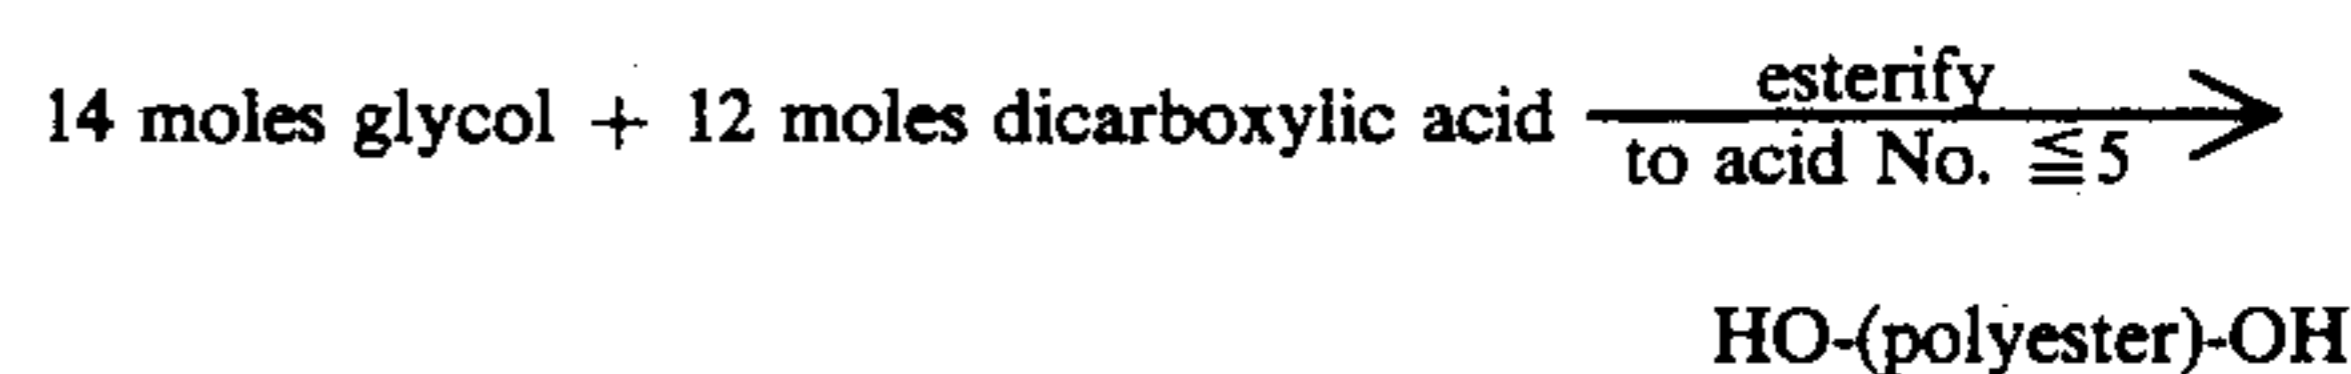 14 moles glycol + 12 moles dicarboxylic acid esterify
to acid No. ≦5
HO-(polyester)-OH